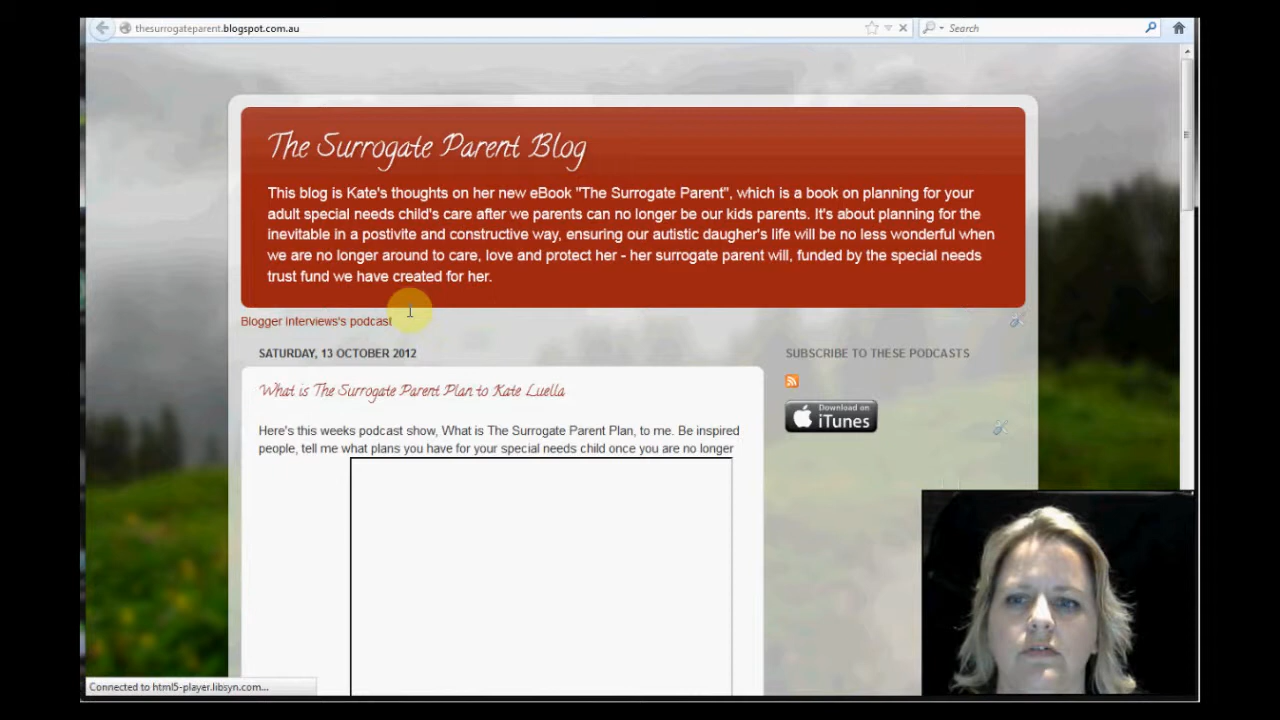 thesurrogateparent.blogspot.com.au
Search
The Surrogate Parent Blog
This blog is Kate's thoughts on her new eBook "The Surrogate Parent", which is a book on planning for your
adult special needs child's care after we parents can no longer be our kids parents. It's about planning for the
inevitable in a postivite and constructive way, ensuring our autistic daugher's life will be no less wonderful when
we are no longer around to care, love and protect her - her surrogate parent will, funded by the special needs
trust fund we have created for her.
Blogger interviews's podcast
SATURDAY, 13 OCTOBER 2012
SUBSCRIBE TO THESE PODCASTS
What is The Surrogate Parent Plan to Kate Luella
Download on
iTunes
Here's this weeks podcast show, What is The Surrogate Parent Plan, to me. Be inspired
people, tell me what plans you have for your special needs child once you are no longer
Connected to html5-player.libsyn.com...